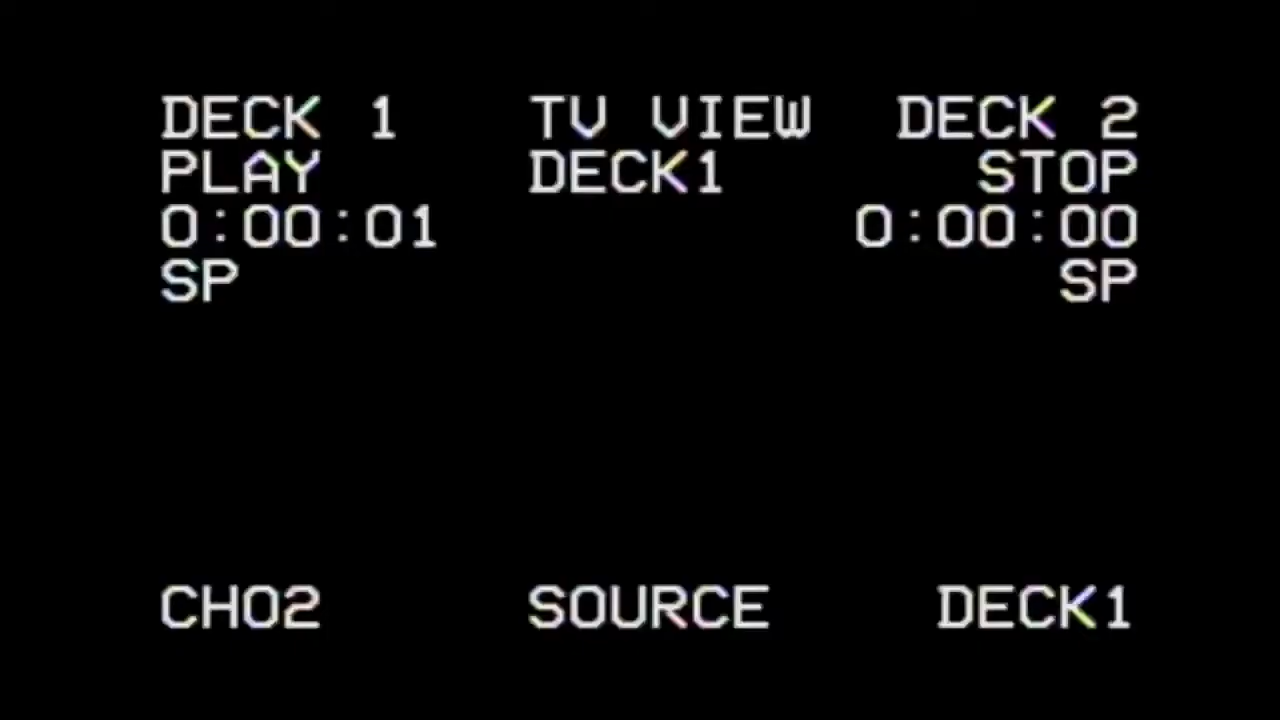 DECK 1 TV VIEW DECK 2
PLAY DECK1 STOP
0:00:01 0:00:00
SP SP
CH02 SOURCE DECK1